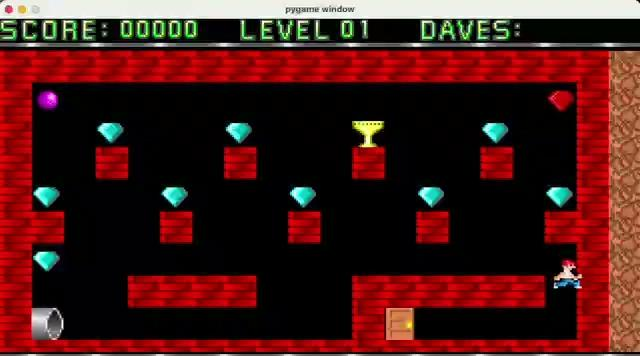 pygame window
SCORE: 00000 LEVEL 01 DAVES: